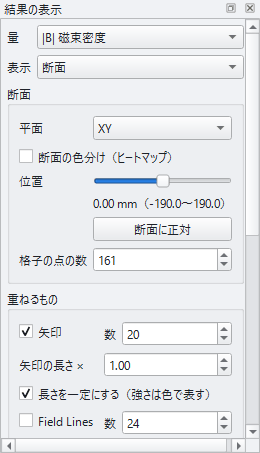 結果の表示
量 |B| 磁束密度
表示 断面
断面
平面 XY
断面の色分け（ヒートマップ）
位置
0.00 mm（-190.0～190.0）
断面に正対
格子の点の数 161
重ねるもの
矢印 数 20
矢印の長さ × 1.00
長さを一定にする（強さは色で表す）
Field Lines 数 24